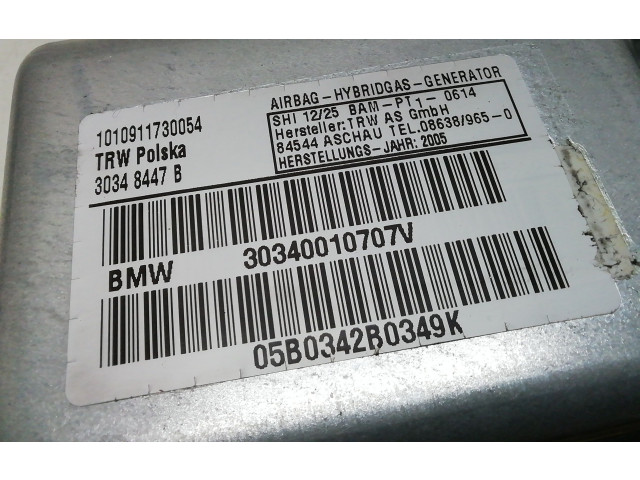 1010911730054
TRW Polska
3034 8447 B
AIRBAG-HYBRIDGAS-GENERATOR
SHI 12/25 BAM-PT1-0614
Hersteller:TRW AS GmbH
84544 ASCHAU TEL.08638/965-0
HERSTELLUNGS-JAHR: 2005
BMW 30340010707V
05B0342B0349K